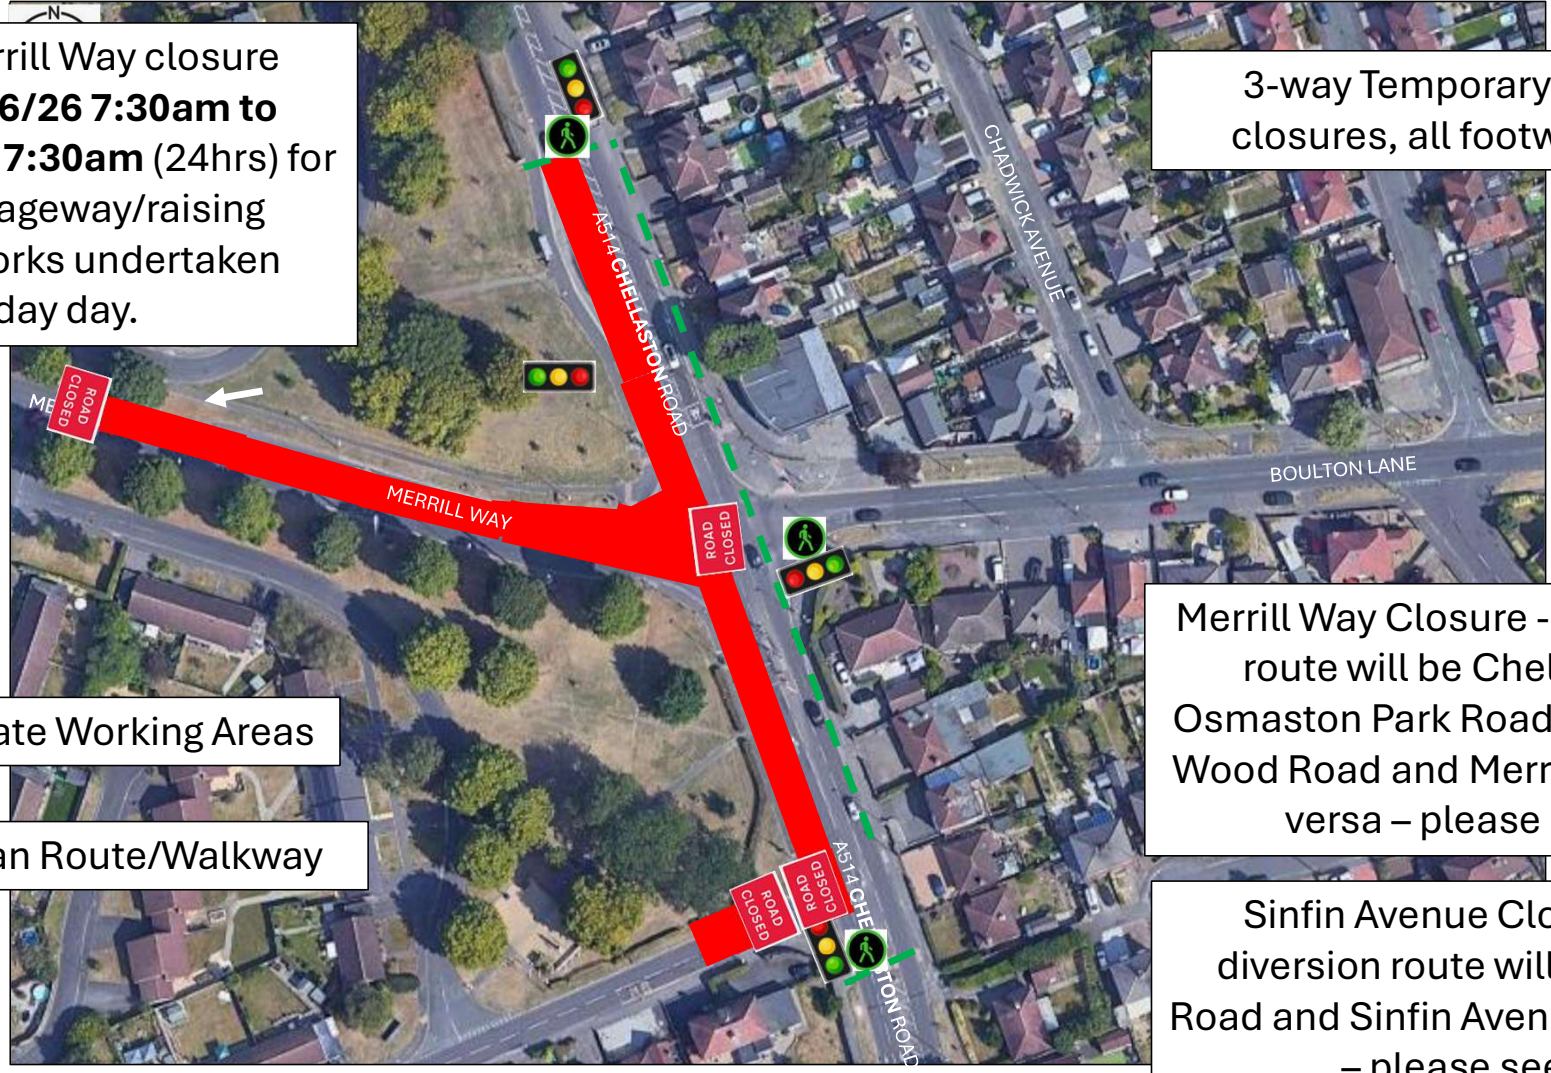 N
rrill Way closure
6/26 7:30am to
7:30am (24hrs) for
ageway/raising
orks undertaken
day day.
3-way Temporary
closures, all footw
CHADWICK AVENUE
A514 CHELLASTON ROAD
ROAD CLOSED
ME
MERRILL WAY
BOULTON LANE
ROAD CLOSED
Merrill Way Closure -
route will be Chel
Osmaston Park Road
Wood Road and Merr
versa – please
ate Working Areas
an Route/Walkway
ROAD CLOSED
ROAD CLOSED
A514 CHE
TON ROAD
Sinfin Avenue Clo
diversion route will
Road and Sinfin Aven
– please see